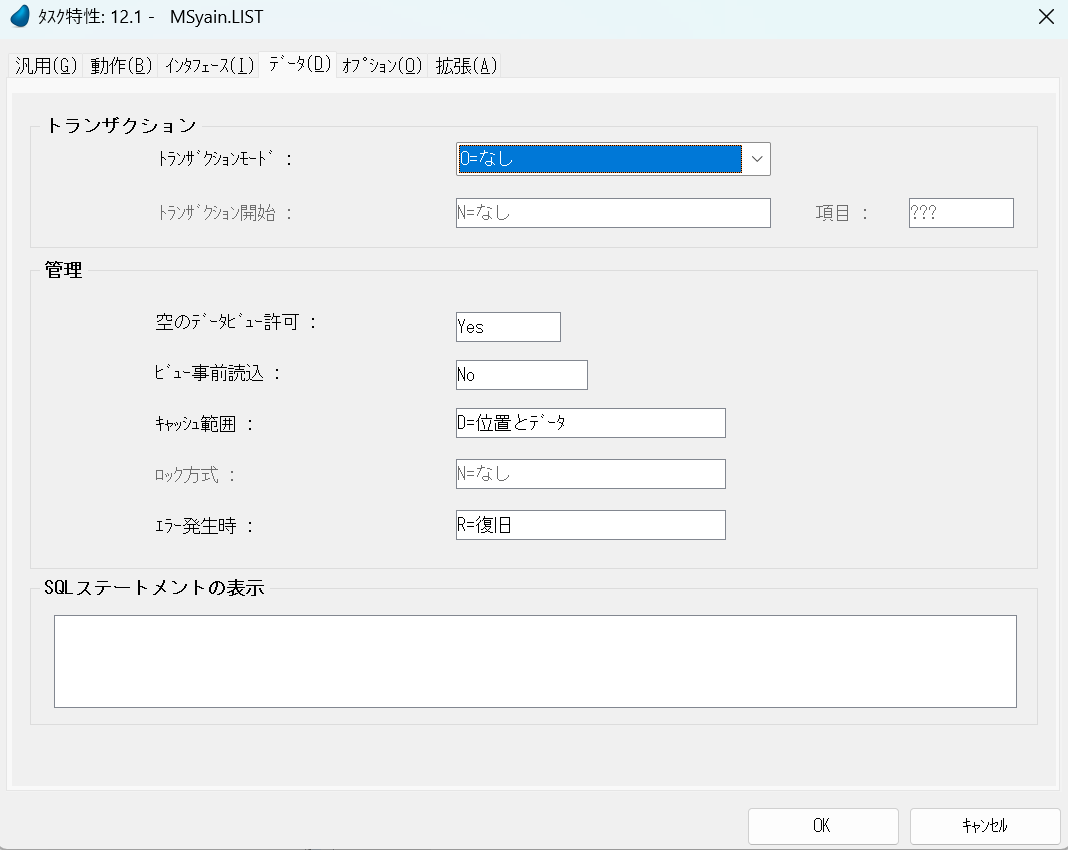 ﾀｽｸ特性: 12.1 - MSyain.LIST
汎用(G) 動作(B) ｲﾝﾀﾌｪｰｽ(I) ﾃﾞｰﾀ(D) ｵﾌﾟｼｮﾝ(O) 拡張(A)
トランザクション
ﾄﾗﾝｻﾞｸｼｮﾝﾓｰﾄﾞ : O=なし
ﾄﾗﾝｻﾞｸｼｮﾝ開始 : N=なし 項目 : ???
管理
空のﾃﾞｰﾀﾋﾞｭｰ許可 : Yes
ﾋﾞｭｰ事前読込 : No
ｷｬｯｼｭ範囲 : D=位置とﾃﾞｰﾀ
ﾛｯｸ方式 : N=なし
ｴﾗｰ発生時 : R=復旧
SQLステートメントの表示
OK ｷｬﾝｾﾙ